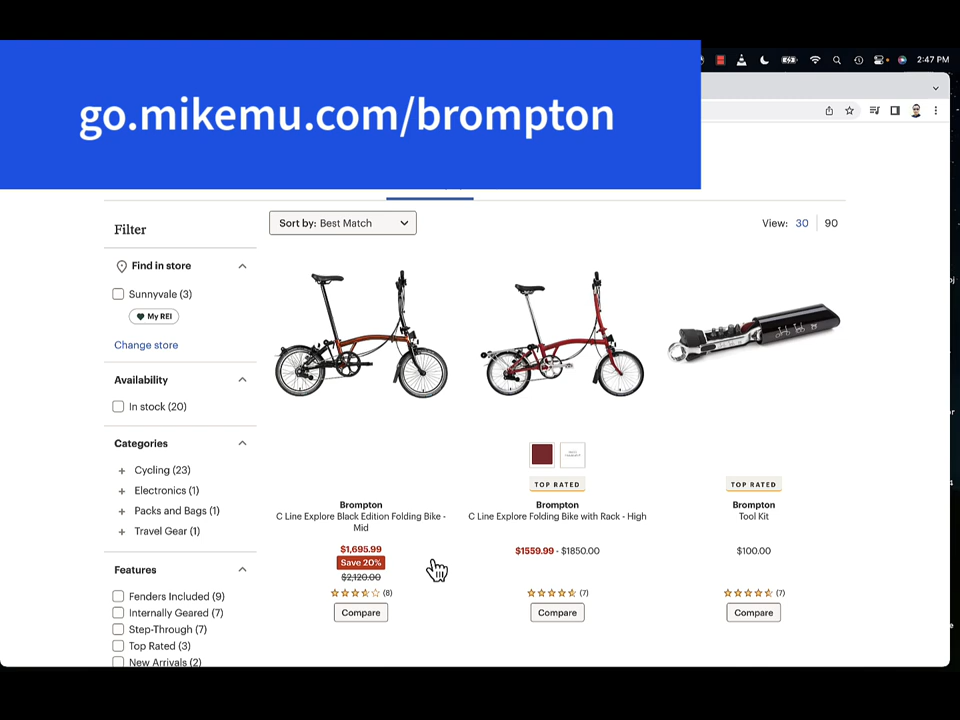 2:47 PM
go.mikemu.com/brompton
Filter
Sort by: Best Match
View: 30 90
Find in store
Sunnyvale (3)
My REI
Change store
Availability
In stock (20)
Categories
Cycling (23)
Electronics (1)
Packs and Bags (1)
Travel Gear (1)
Features
Fenders Included (9)
Internally Geared (7)
Step-Through (7)
Top Rated (3)
New Arrivals (2)
Brompton
C Line Explore Black Edition Folding Bike -
Mid
$1,695.99
Save 20%
$2,120.00
(8)
Compare
TOP RATED
Brompton
C Line Explore Folding Bike with Rack - High
$1559.99 - $1850.00
(7)
Compare
TOP RATED
Brompton
Tool Kit
$100.00
(7)
Compare